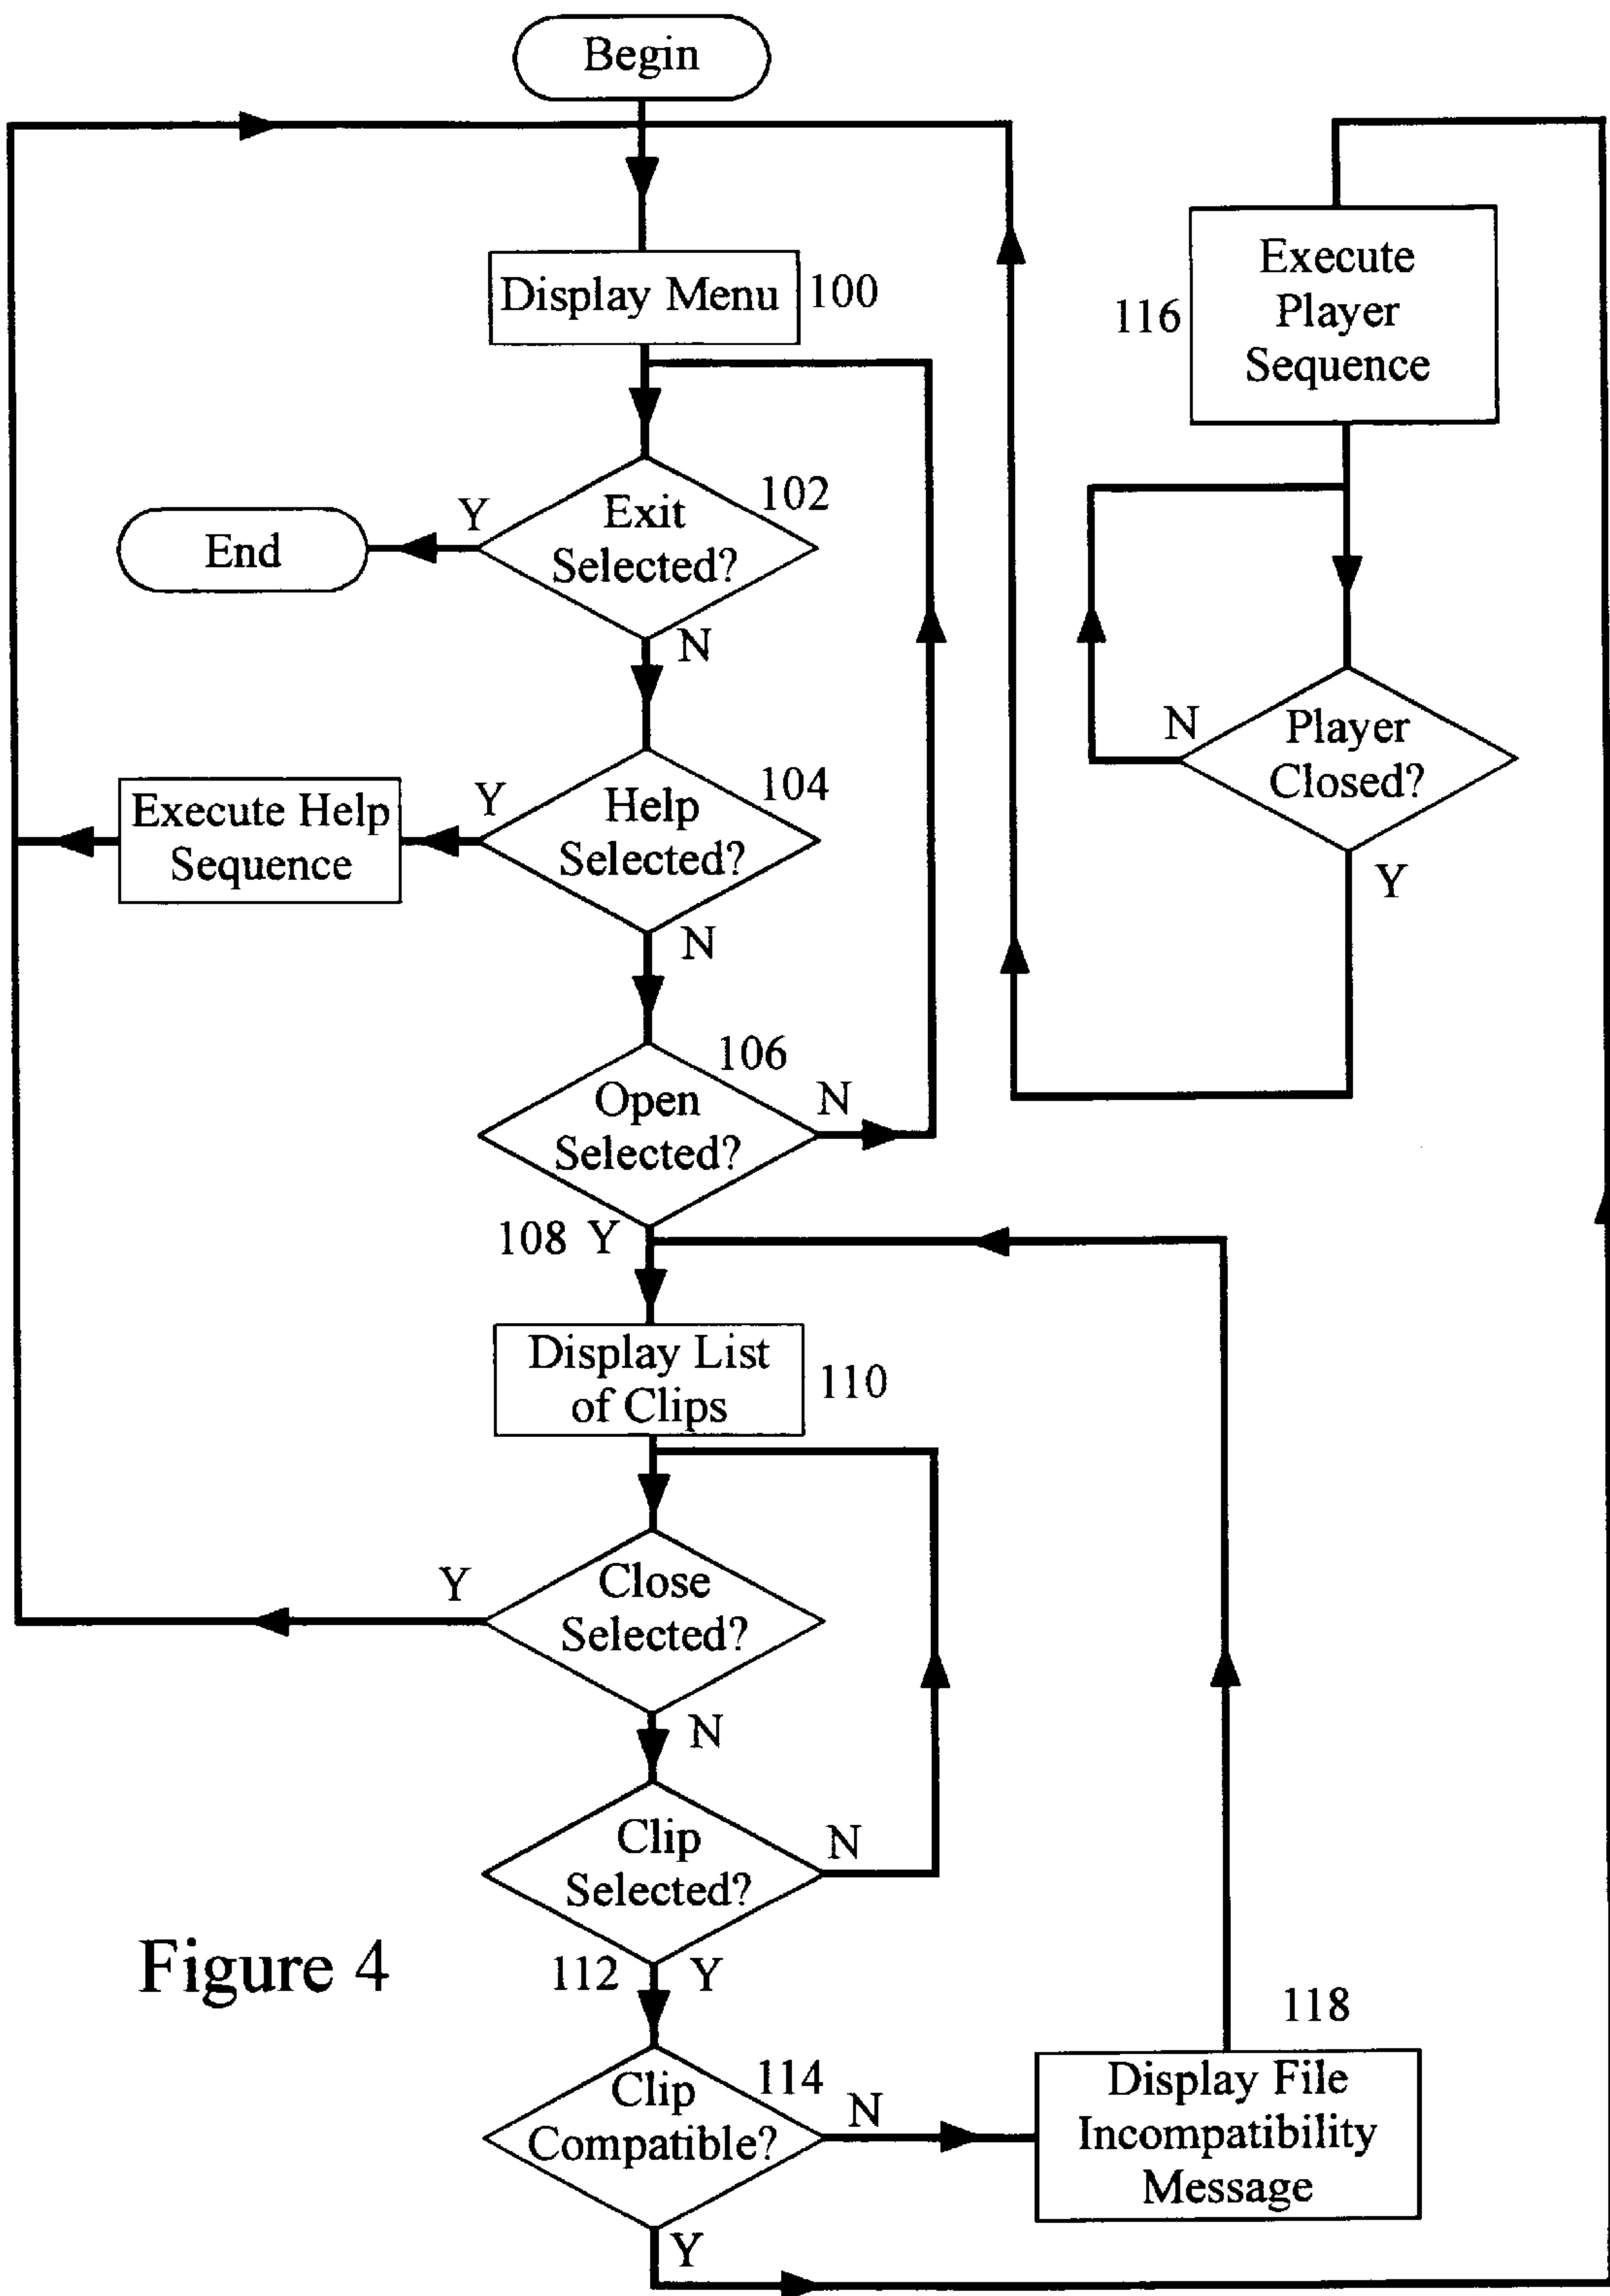 Begin
Display Menu
100
Execute
Player
Sequence
116
Y
Exit
Selected?
102
End
N
Player
Closed?
N
Y
Execute Help
Sequence
Y
Help
Selected?
104
N
Open
Selected?
106
N
108
Y
Display List
of Clips
110
Y
Close
Selected?
N
Clip
Selected?
N
Figure 4
112
Y
118
Clip
Compatible?
114
N
Display File
Incompatibility
Message
Y